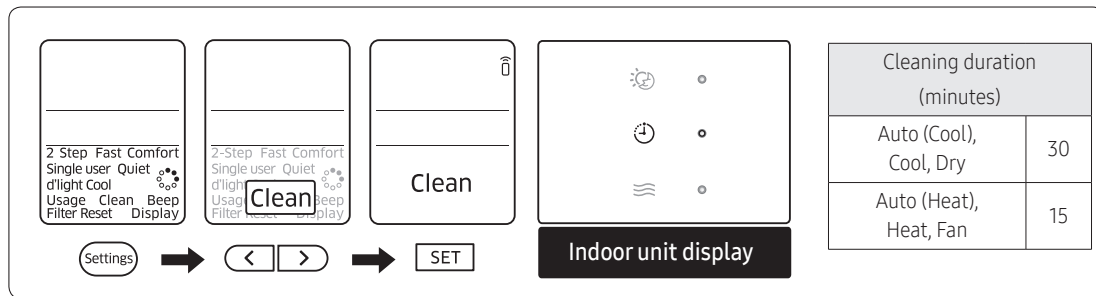 2 Step Fast Comfort
Single user Quiet
d'light Cool
Usage Clean Beep
Filter Reset Display
Settings
2-Step Fast Comfort
Single user Quiet
d'light
Clean
Usage Beep
Filter Reset Display
< >
Clean
SET
Indoor unit display
Cleaning duration
(minutes)
Auto (Cool),
Cool, Dry
30
Auto (Heat),
Heat, Fan
15